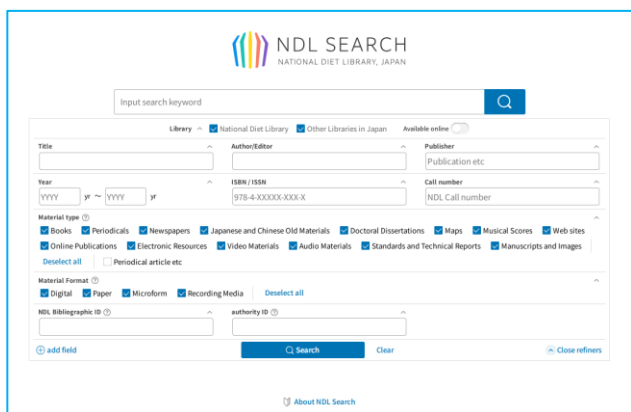 NDL SEARCH
NATIONAL DIET LIBRARY, JAPAN
Input search keyword
Library National Diet Library Other Libraries in Japan Available online
Title Author/Editor Publisher
Publication etc
Year ISBN / ISSN Call number
YYYY yr ～ YYYY yr 978-4-XXXXX-XXX-X NDL Call number
Material type ?
Books Periodicals Newspapers Japanese and Chinese Old Materials Doctoral Dissertations Maps Musical Scores Web sites
Online Publications Electronic Resources Video Materials Audio Materials Standards and Technical Reports Manuscripts and Images
Deselect all Periodical article etc
Material Format ?
Digital Paper Microform Recording Media Deselect all
NDL Bibliographic ID ? authority ID ?
add field Search Clear Close refiners
About NDL Search